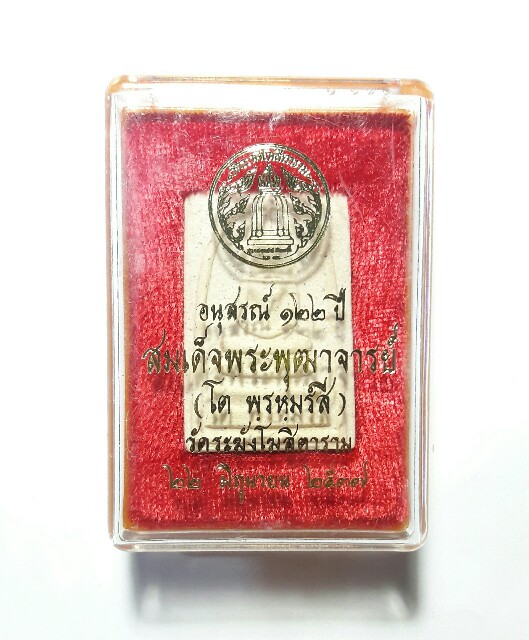 อนุสรณ์ ๑๒๒ ปี
สมเด็จพระพุฒาจารย์
(โต พฺรหฺมรํสี)
วัดระฆังโฆสิตาราม
๒๒ มิถุนายน ๒๕๓๗